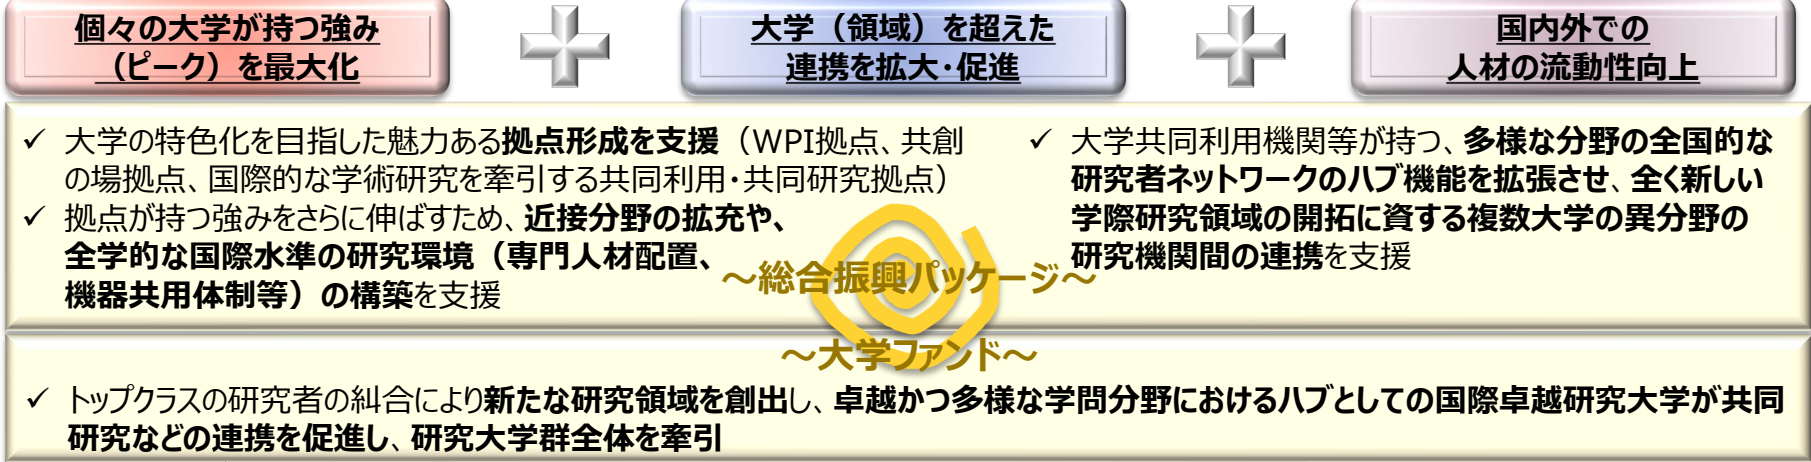 個々の大学が持つ強み
（ピーク）を最大化
大学（領域）を超えた
連携を拡大・促進
国内外での
人材の流動性向上
✓ 大学の特色化を目指した魅力ある拠点形成を支援（WPI拠点、共創
の場拠点、国際的な学術研究を牽引する共同利用・共同研究拠点）
✓ 拠点が持つ強みをさらに伸ばすため、近接分野の拡充や、
全学的な国際水準の研究環境（専門人材配置、
機器共用体制等）の構築を支援
✓ 大学共同利用機関等が持つ、多様な分野の全国的な
研究者ネットワークのハブ機能を拡張させ、全く新しい
学際研究領域の開拓に資する複数大学の異分野の
研究機関間の連携を支援
～総合振興パッケージ～
～大学ファンド～
✓ トップクラスの研究者の糾合により新たな研究領域を創出し、卓越かつ多様な学問分野におけるハブとしての国際卓越研究大学が共同
研究などの連携を促進し、研究大学群全体を牽引